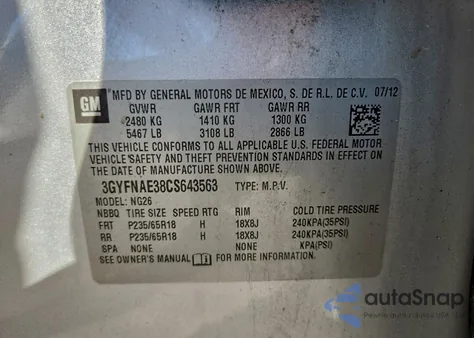 GM
MFD BY GENERAL MOTORS DE MEXICO, S. DE R.L. DE C.V. 07/12
GVWR GAWR FRT GAWR RR
2480 KG 1410 KG 1300 KG
5467 LB 3108 LB 2866 LB
THIS VEHICLE CONFORMS TO ALL APPLICABLE U.S. FEDERAL MOTOR
VEHICLE SAFETY AND THEFT PREVENTION STANDARDS IN EFFECT ON
THE DATE OF MANUFACTURE SHOWN ABOVE.
3GYFNAE38CS643563 TYPE: M.P.V.
MODEL: NG26
NBBQ TIRE SIZE SPEED RTG RIM COLD TIRE PRESSURE
FRT P235/65R18 H 18X8J 240KPA(35PSI)
RR P235/65R18 H 18X8J 240KPA(35PSI)
SPA NONE NONE KPA(PSI)
SEE OWNER'S MANUAL FOR MORE INFORMATION.
autoSnap